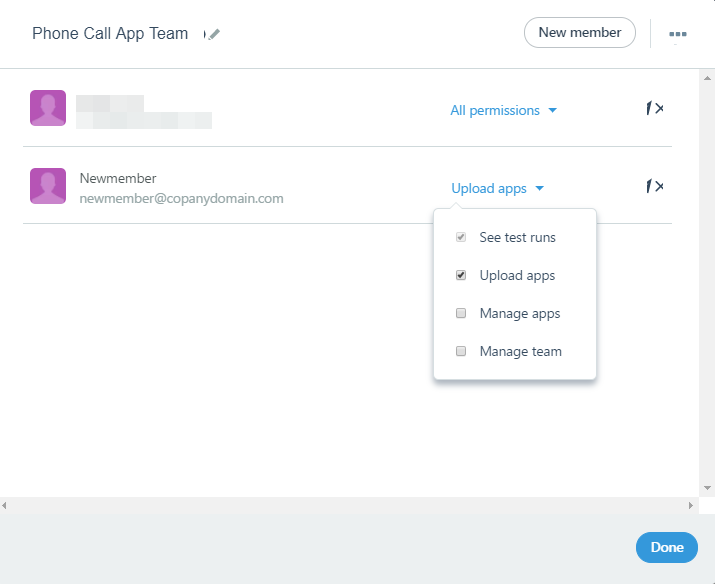 Phone Call App Team
New member
All permissions
Newmember
newmember@copanydomain.com
Upload apps
See test runs
Upload apps
Manage apps
Manage team
Done